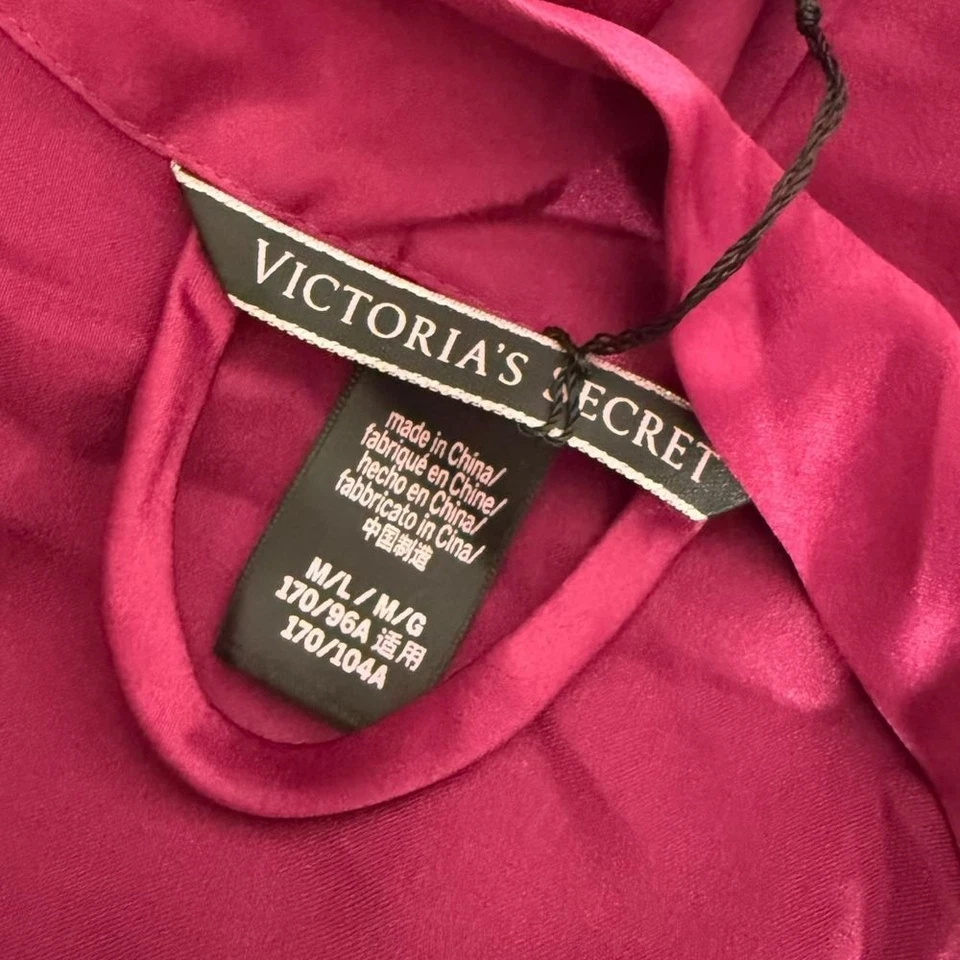 VICTORIA'S SECRET
made in China/
fabriqué en Chine/
hecho en China/
fabbricato in Cina/
中国制造
M/L / M/G
170/96A 适用
170/104A